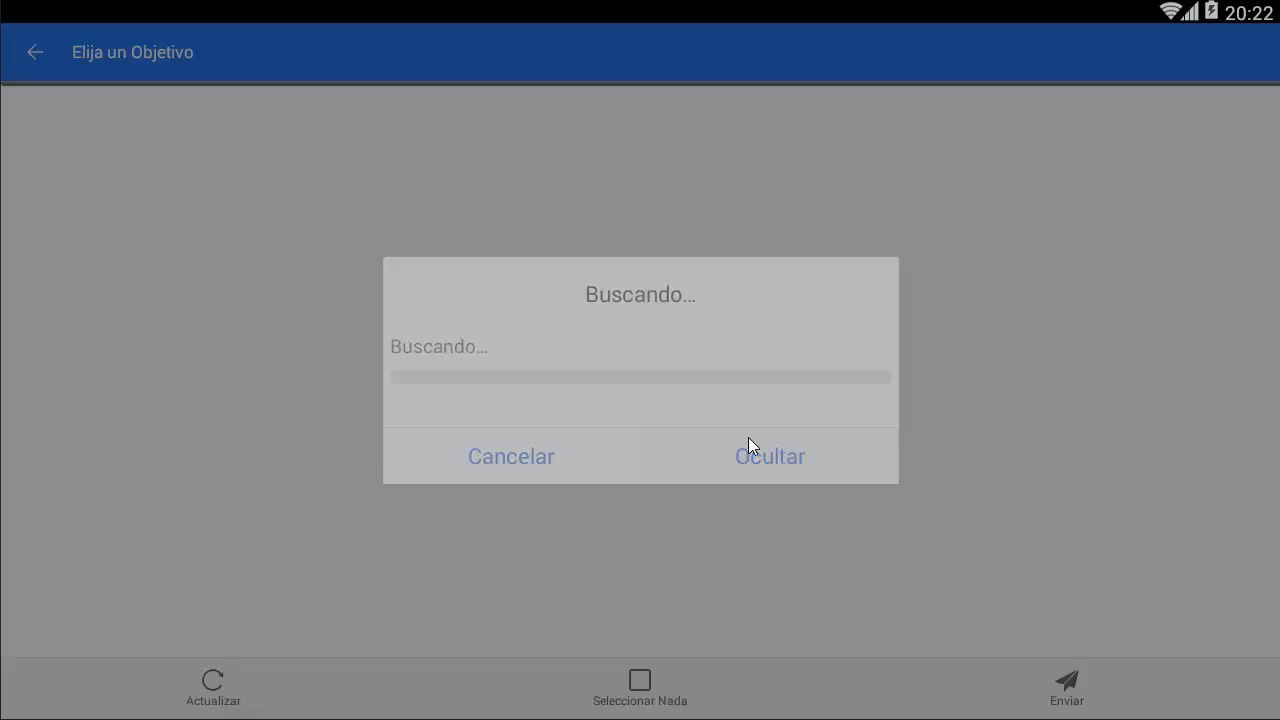 20:22
Elija un Objetivo
Buscando...
Buscando...
Cancelar
Ocultar
Actualizar
Seleccionar Nada
Enviar